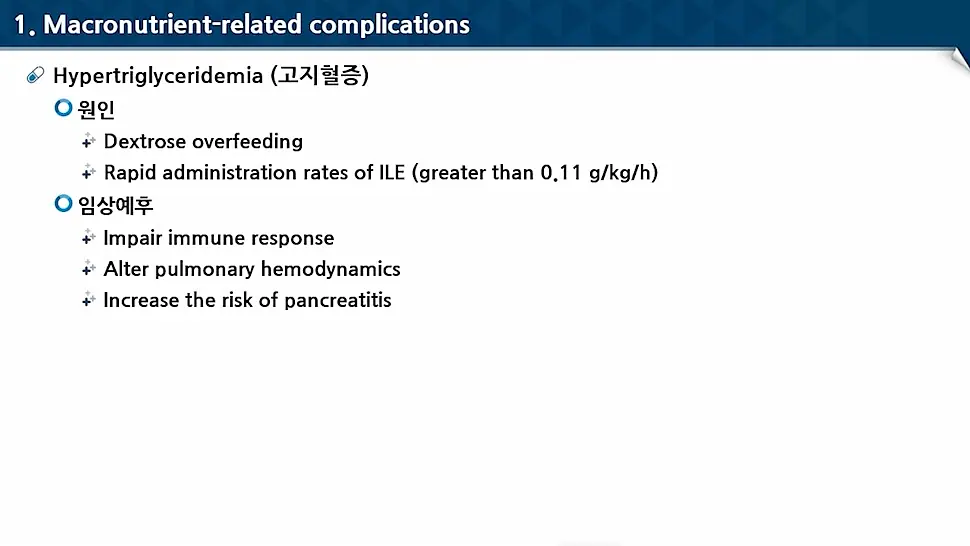 1. Macronutrient-related complications
Hypertriglyceridemia (고지혈증)
원인
Dextrose overfeeding
Rapid administration rates of ILE (greater than 0.11 g/kg/h)
임상예후
Impair immune response
Alter pulmonary hemodynamics
Increase the risk of pancreatitis